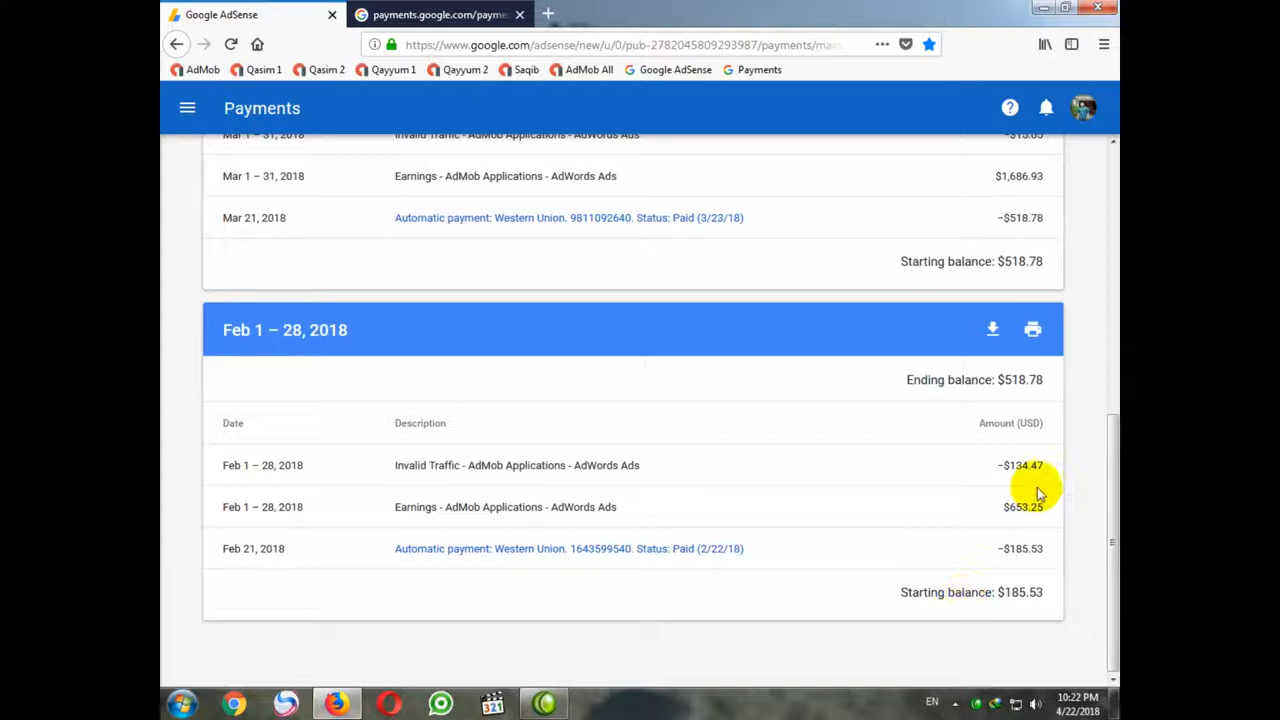 Google AdSense
payments.google.com/payme
https://www.google.com/adsense/new/u/0/pub-2782045809293987/payments/mai
AdMob Qasim 1 Qasim 2 Qayyum 1 Qayyum 2 Saqib AdMob All Google AdSense Payments
Payments
Mar 1 – 31, 2018 Invalid Traffic - AdMob Applications - AdWords Ads
Mar 1 – 31, 2018 Earnings - AdMob Applications - AdWords Ads $1,686.93
Mar 21, 2018 Automatic payment: Western Union. 9811092640. Status: Paid (3/23/18) −$518.78
Starting balance: $518.78
Feb 1 – 28, 2018
Ending balance: $518.78
Date Description Amount (USD)
Feb 1 – 28, 2018 Invalid Traffic - AdMob Applications - AdWords Ads −$134.47
Feb 1 – 28, 2018 Earnings - AdMob Applications - AdWords Ads $653.25
Feb 21, 2018 Automatic payment: Western Union. 1643599540. Status: Paid (2/22/18) −$185.53
Starting balance: $185.53
321 EN 10:22 PM
4/22/2018